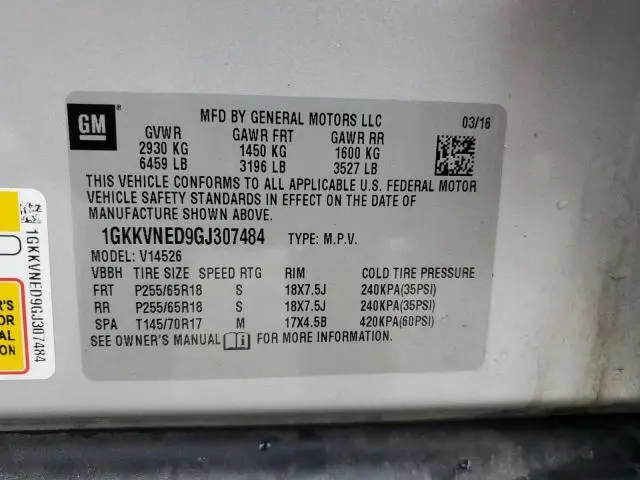 GM
MFD BY GENERAL MOTORS LLC 03/16
GVWR GAWR FRT GAWR RR
2930 KG 1450 KG 1600 KG
6459 LB 3196 LB 3527 LB
THIS VEHICLE CONFORMS TO ALL APPLICABLE U.S. FEDERAL MOTOR
VEHICLE SAFETY STANDARDS IN EFFECT ON THE DATE OF
MANUFACTURE SHOWN ABOVE.
1GKKVNED9GJ307484 TYPE: M.P.V.
MODEL: V14526
VBBH TIRE SIZE SPEED RTG RIM COLD TIRE PRESSURE
FRT P255/65R18 S 18X7.5J 240KPA(35PSI)
RR P255/65R18 S 18X7.5J 240KPA(35PSI)
SPA T145/70R17 M 17X4.5B 420KPA(60PSI)
SEE OWNER'S MANUAL FOR MORE INFORMATION.
1GKKVNED9GJ307484
R'S
OR
AL
ON